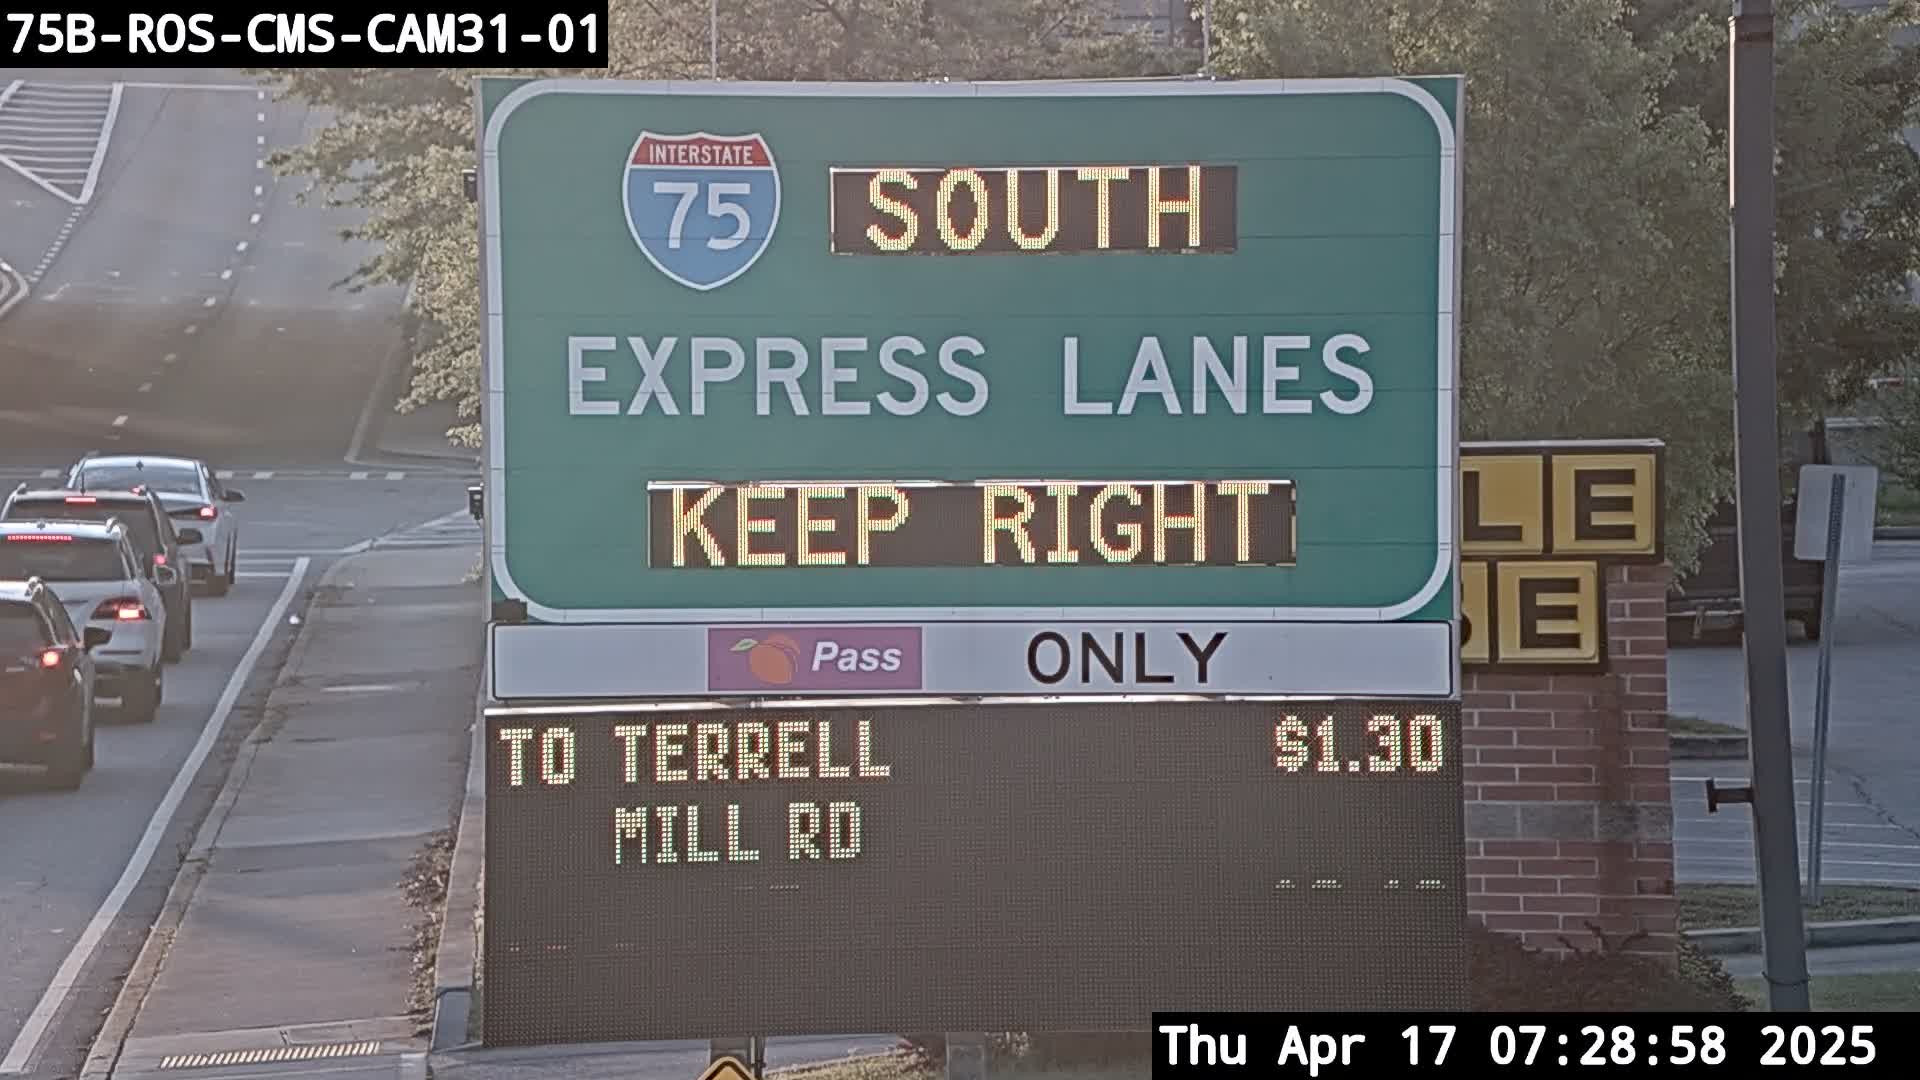 75B-ROS-CMS-CAM31-01
INTERSTATE
75
SOUTH
EXPRESS LANES
KEEP RIGHT
Pass ONLY
TO TERRELL $1.30
MILL RD
LE
E
Thu Apr 17 07:28:58 2025